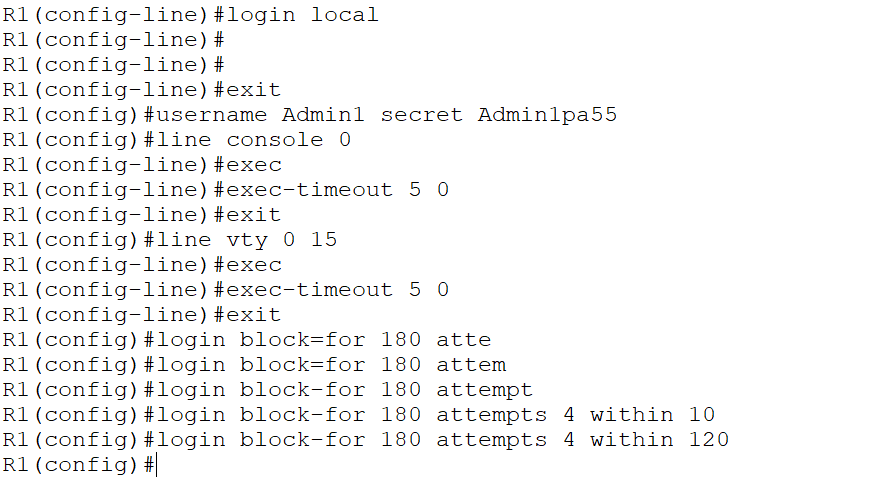 R1(config-line)#login local
R1(config-line)#
R1(config-line)#
R1(config-line)#exit
R1(config)#username Admin1 secret Admin1pa55
R1(config)#line console 0
R1(config-line)#exec
R1(config-line)#exec-timeout 5 0
R1(config-line)#exit
R1(config)#line vty 0 15
R1(config-line)#exec
R1(config-line)#exec-timeout 5 0
R1(config-line)#exit
R1(config)#login block=for 180 atte
R1(config)#login block=for 180 attem
R1(config)#login block-for 180 attempt
R1(config)#login block-for 180 attempts 4 within 10
R1(config)#login block-for 180 attempts 4 within 120
R1(config)#